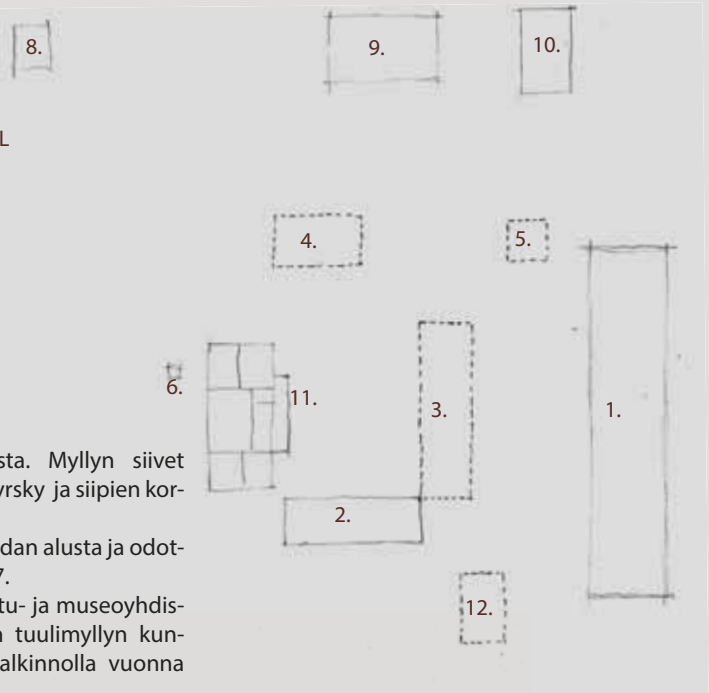 8.
9.
10.
L
4.
5.
6.
11.
3.
1.
sta. Myllyn siivet
yrsky ja siipien kor-
2.
dan alusta ja odot-
7.
tu- ja museoyhdis-
n tuulimyllyn kun-
alkinnolla vuonna
12.